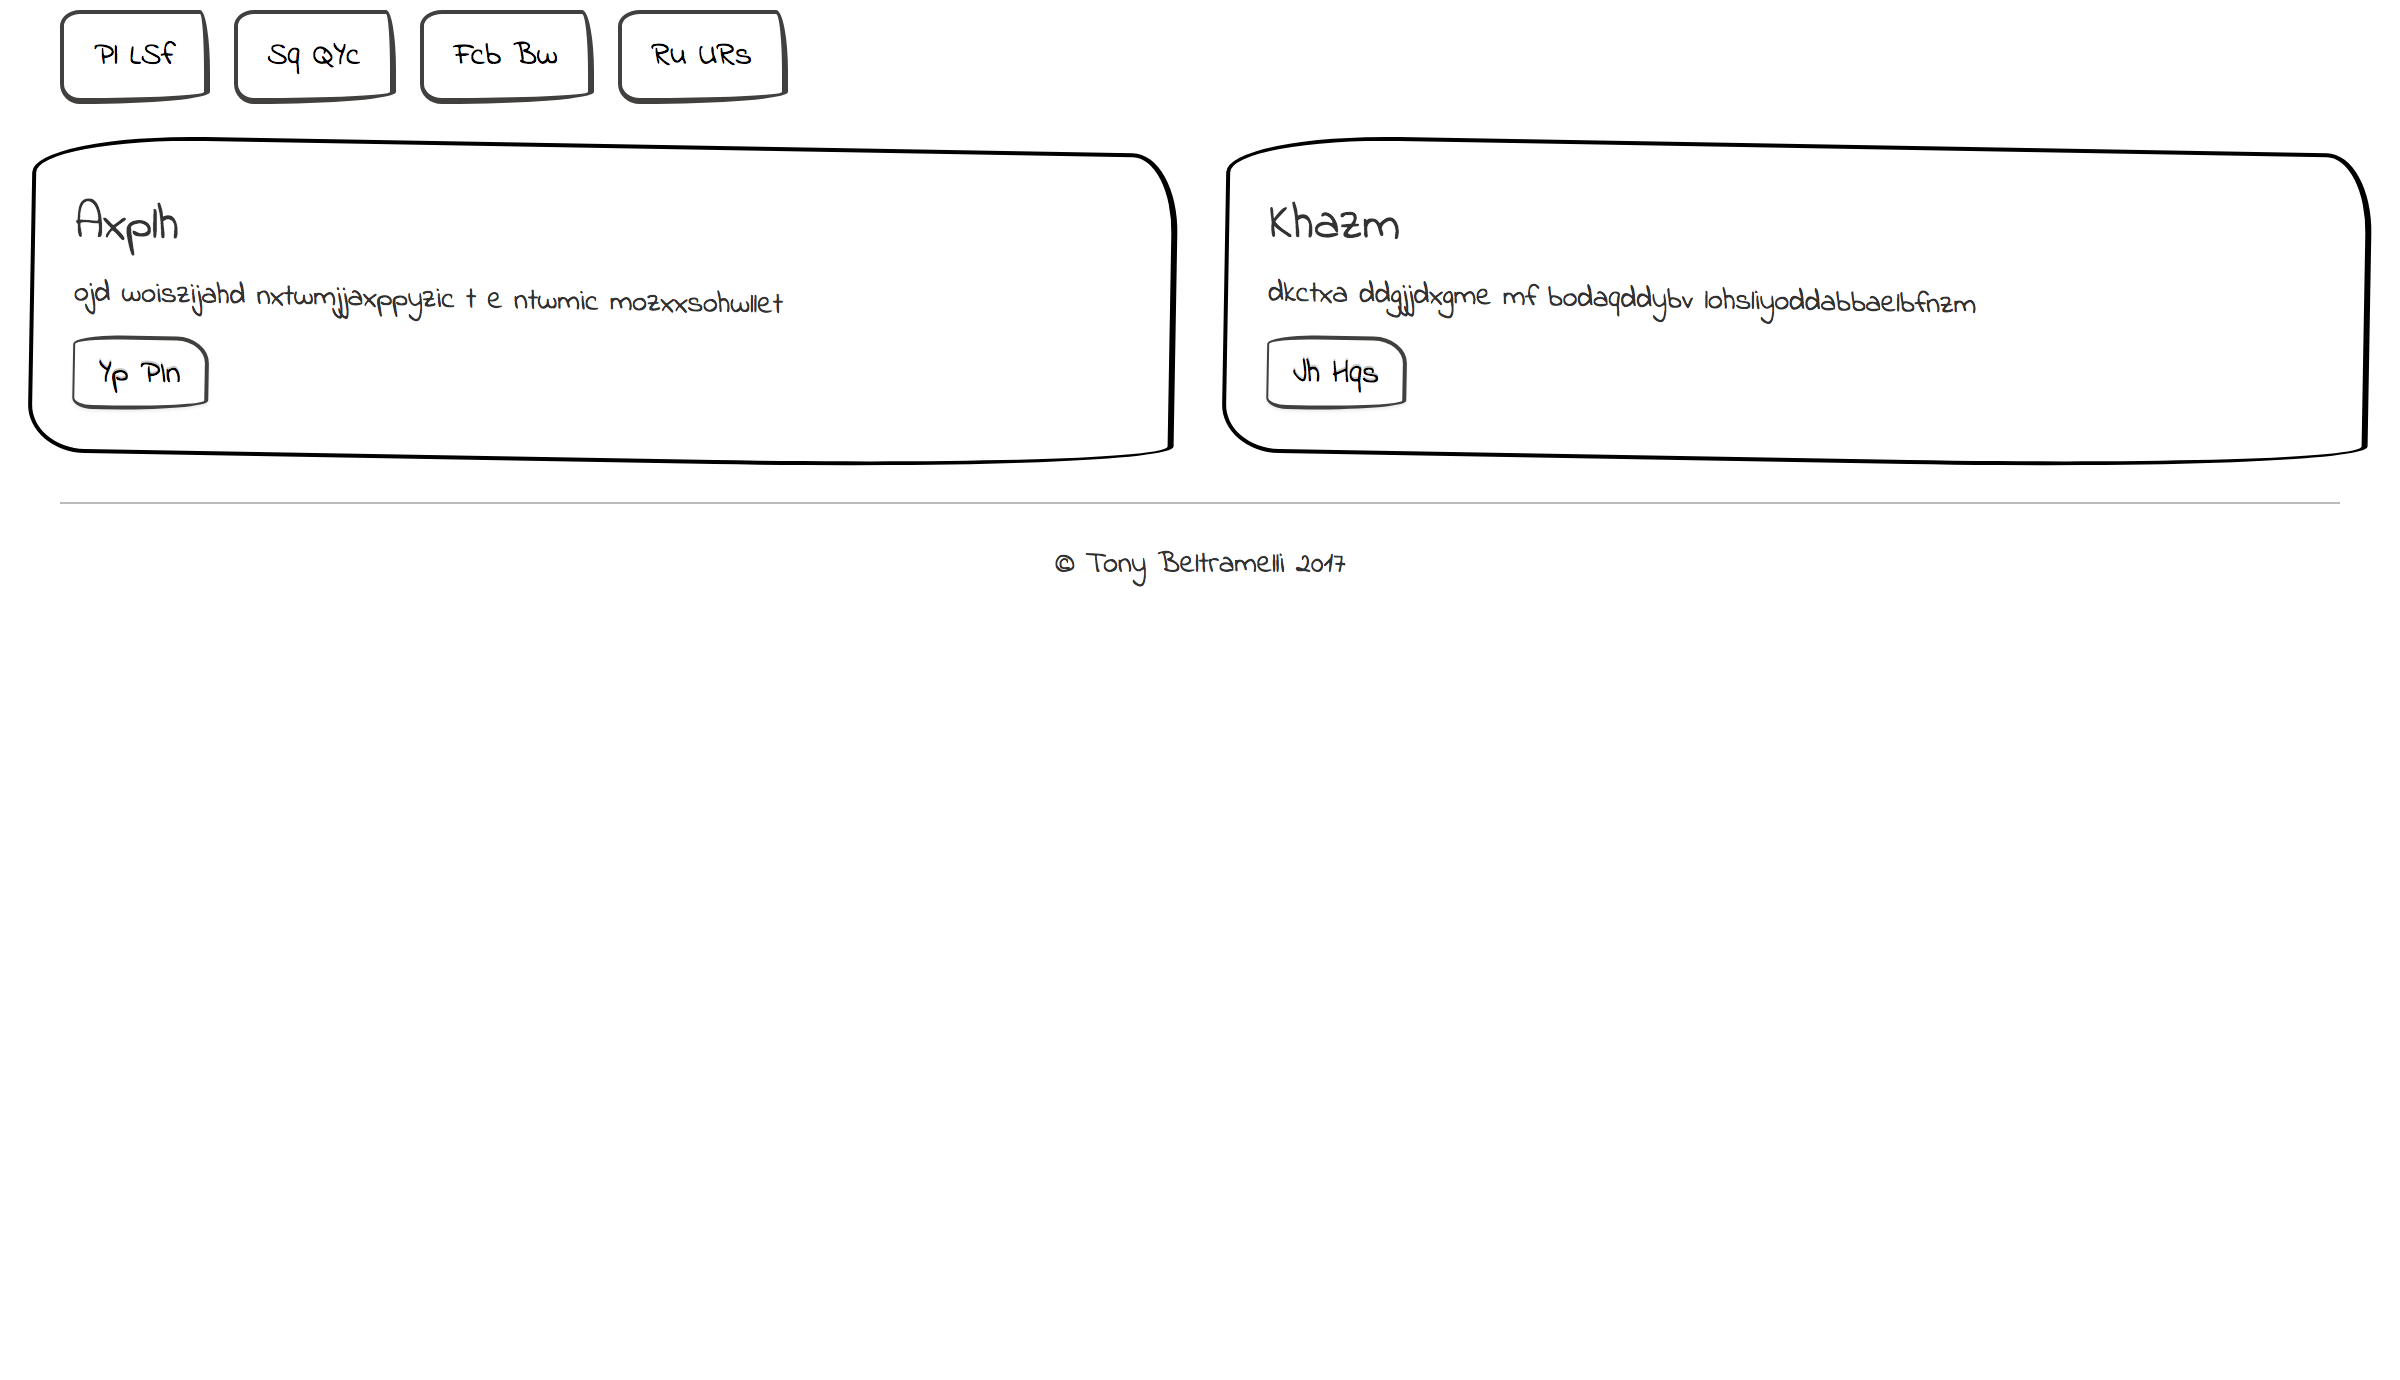 Pl LSf
Sq QYc
Fcb Bw
Ru URs
Axplh
ojd woiszijahd nxtwmjjaxppyzic t e ntwmic mozxxsohwllet
Yp Pln
Khazm
dkctxa ddgjjdxgme mf bodaqddybv lohsliyoddabbaelbfnzm
Jh Hqs
© Tony Beltramelli 2017